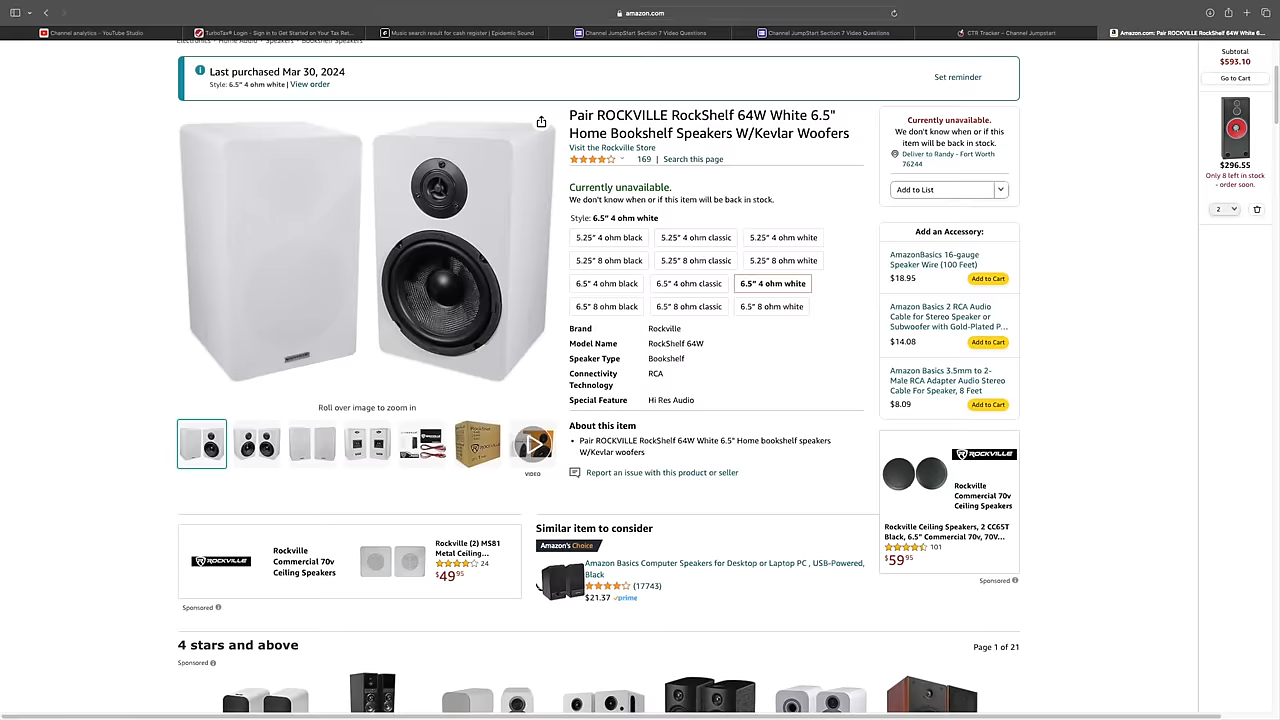 amazon.com
Channel analytics - YouTube Studio
TurboTax® Login - Sign in to Get Started on Your Tax Ret...
Music search result for cash register | Epidemic Sound
Channel JumpStart Section 7 Video Questions
Channel JumpStart Section 7 Video Questions
CTR Tracker – Channel Jumpstart
Amazon.com: Pair ROCKVILLE RockShelf 64W White 6....
Electronics › Home Audio › Speakers › Bookshelf Speakers
Last purchased Mar 30, 2024
Style: 6.5" 4 ohm white | View order
Set reminder
Pair ROCKVILLE RockShelf 64W White 6.5"
Home Bookshelf Speakers W/Kevlar Woofers
Visit the Rockville Store
169 | Search this page
Currently unavailable.
We don't know when or if this item will be back in stock.
Style: 6.5" 4 ohm white
5.25" 4 ohm black
5.25" 4 ohm classic
5.25" 4 ohm white
5.25" 8 ohm black
5.25" 8 ohm classic
5.25" 8 ohm white
6.5" 4 ohm black
6.5" 4 ohm classic
6.5" 4 ohm white
6.5" 8 ohm black
6.5" 8 ohm classic
6.5" 8 ohm white
Brand Rockville
Model Name RockShelf 64W
Speaker Type Bookshelf
Connectivity RCA
Technology
Special Feature Hi Res Audio
About this item
• Pair ROCKVILLE RockShelf 64W White 6.5" Home bookshelf speakers
W/Kevlar woofers
Report an issue with this product or seller
Roll over image to zoom in
VIDEO
Currently unavailable.
We don't know when or if this
item will be back in stock.
Deliver to Randy - Fort Worth
76244
Add to List
Add an Accessory:
AmazonBasics 16-gauge
Speaker Wire (100 Feet)
$18.95 Add to Cart
Amazon Basics 2 RCA Audio
Cable for Stereo Speaker or
Subwoofer with Gold-Plated P...
$14.08 Add to Cart
Amazon Basics 3.5mm to 2-
Male RCA Adapter Audio Stereo
Cable For Speaker, 8 Feet
$8.09 Add to Cart
ROCKVILLE
Rockville
Commercial 70v
Ceiling Speakers
Rockville Ceiling Speakers, 2 CC65T
Black, 6.5" Commercial 70v, 70V...
101
$59.95
Sponsored
Subtotal
$593.10
Go to Cart
$296.55
Only 8 left in stock
- order soon.
2
ROCKVILLE
Rockville
Commercial 70v
Ceiling Speakers
Rockville (2) MS81
Metal Ceiling...
24
$49.95
Sponsored
Similar item to consider
Amazon's Choice
Amazon Basics Computer Speakers for Desktop or Laptop PC , USB-Powered,
Black
(17743)
$21.37 prime
4 stars and above
Page 1 of 21
Sponsored